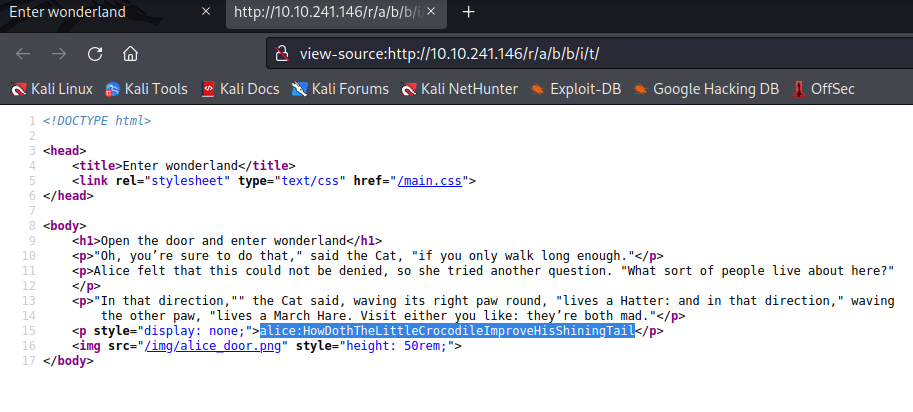 Enter wonderland × http://10.10.241.146/r/a/b/b/i × +
view-source:http://10.10.241.146/r/a/b/b/i/t/
Kali Linux Kali Tools Kali Docs Kali Forums Kali NetHunter Exploit-DB Google Hacking DB OffSec
1 <!DOCTYPE html>
2
3 <head>
4 <title>Enter wonderland</title>
5 <link rel="stylesheet" type="text/css" href="/main.css">
6 </head>
7
8 <body>
9 <h1>Open the door and enter wonderland</h1>
10 <p>"Oh, you’re sure to do that," said the Cat, "if you only walk long enough."</p>
11 <p>Alice felt that this could not be denied, so she tried another question. "What sort of people live about here?"
12 </p>
13 <p>"In that direction,"" the Cat said, waving its right paw round, "lives a Hatter: and in that direction," waving
14 the other paw, "lives a March Hare. Visit either you like: they’re both mad."</p>
15 <p style="display: none;">alice:HowDothTheLittleCrocodileImproveHisShiningTail</p>
16 <img src="/img/alice_door.png" style="height: 50rem;">
17 </body>